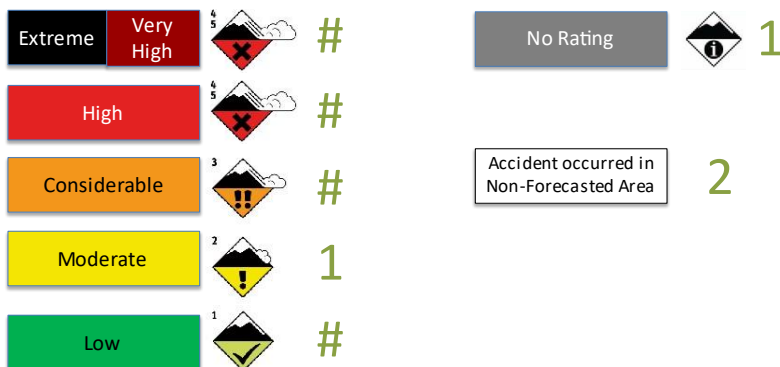 Extreme
Very
High
4
5
#
No Rating
i
1
High
4
5
#
Considerable
3
!!
#
Accident occurred in
Non-Forecasted Area
2
Moderate
2
!
1
Low
1
#